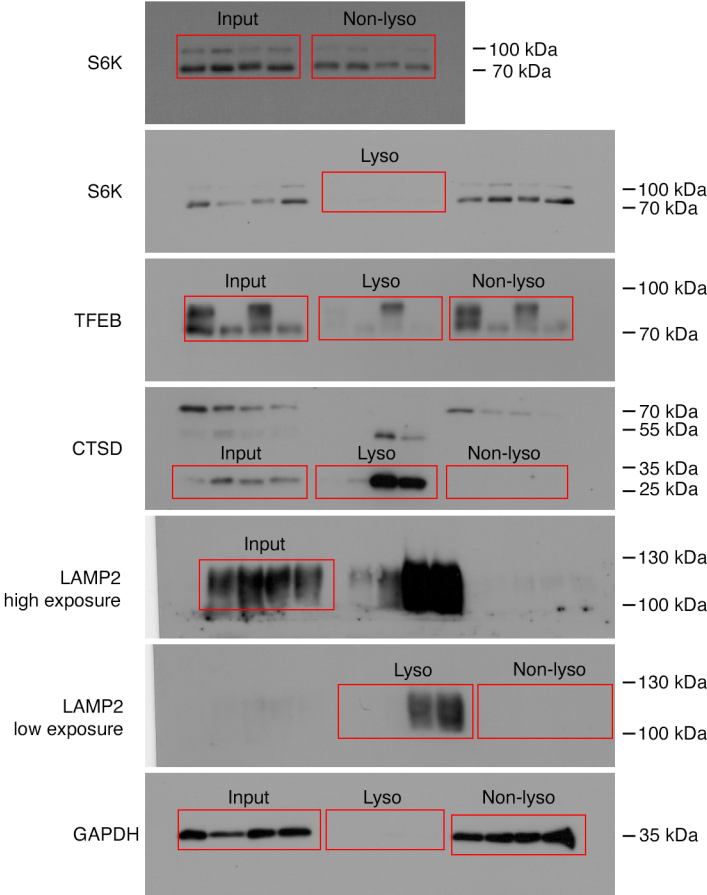 Input Non-lyso
S6K
100 kDa
70 kDa
Lyso
S6K
100 kDa
70 kDa
Input Lyso Non-lyso
TFEB
100 kDa
70 kDa
CTSD
Input Lyso Non-lyso
70 kDa
55 kDa
35 kDa
25 kDa
Input
LAMP2
high exposure
130 kDa
100 kDa
Lyso Non-lyso
LAMP2
low exposure
130 kDa
100 kDa
Input Lyso Non-lyso
GAPDH
35 kDa